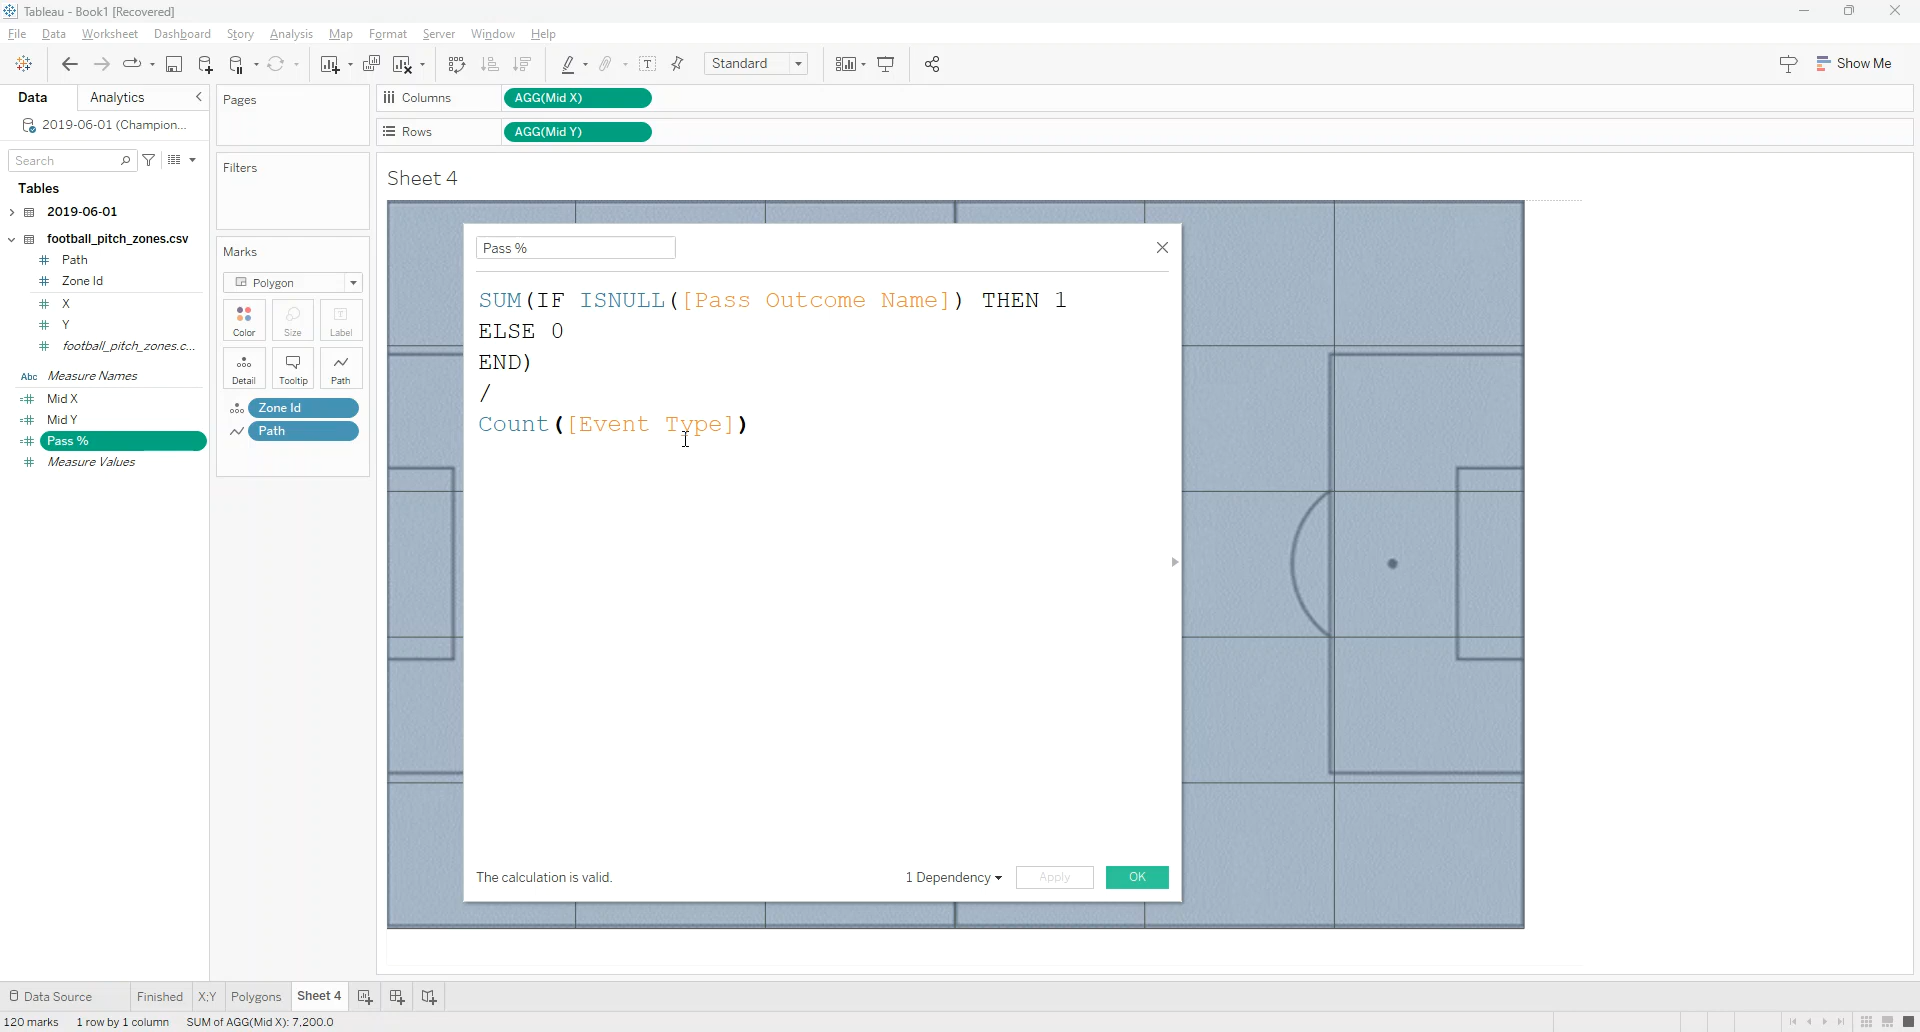 Tableau - Book1 [Recovered]
File Data Worksheet Dashboard Story Analysis Map Format Server Window Help
Standard
Show Me
Data Analytics
Pages
Columns AGG(Mid X)
2019-06-01 (Champion...
Rows AGG(Mid Y)
Search
Filters
Sheet 4
Tables
2019-06-01
football_pitch_zones.csv
Path
Zone Id
X
Y
football_pitch_zones.c...
Abc Measure Names
Mid X
Mid Y
Pass %
Measure Values
Marks
Polygon
Color Size Label
Detail Tooltip Path
Zone Id
Path
Pass %
SUM(IF ISNULL([Pass Outcome Name]) THEN 1
ELSE 0
END)
/
Count([Event Type])
The calculation is valid.
1 Dependency
Apply
OK
Data Source Finished X;Y Polygons Sheet 4
120 marks 1 row by 1 column SUM of AGG(Mid X): 7,200.0